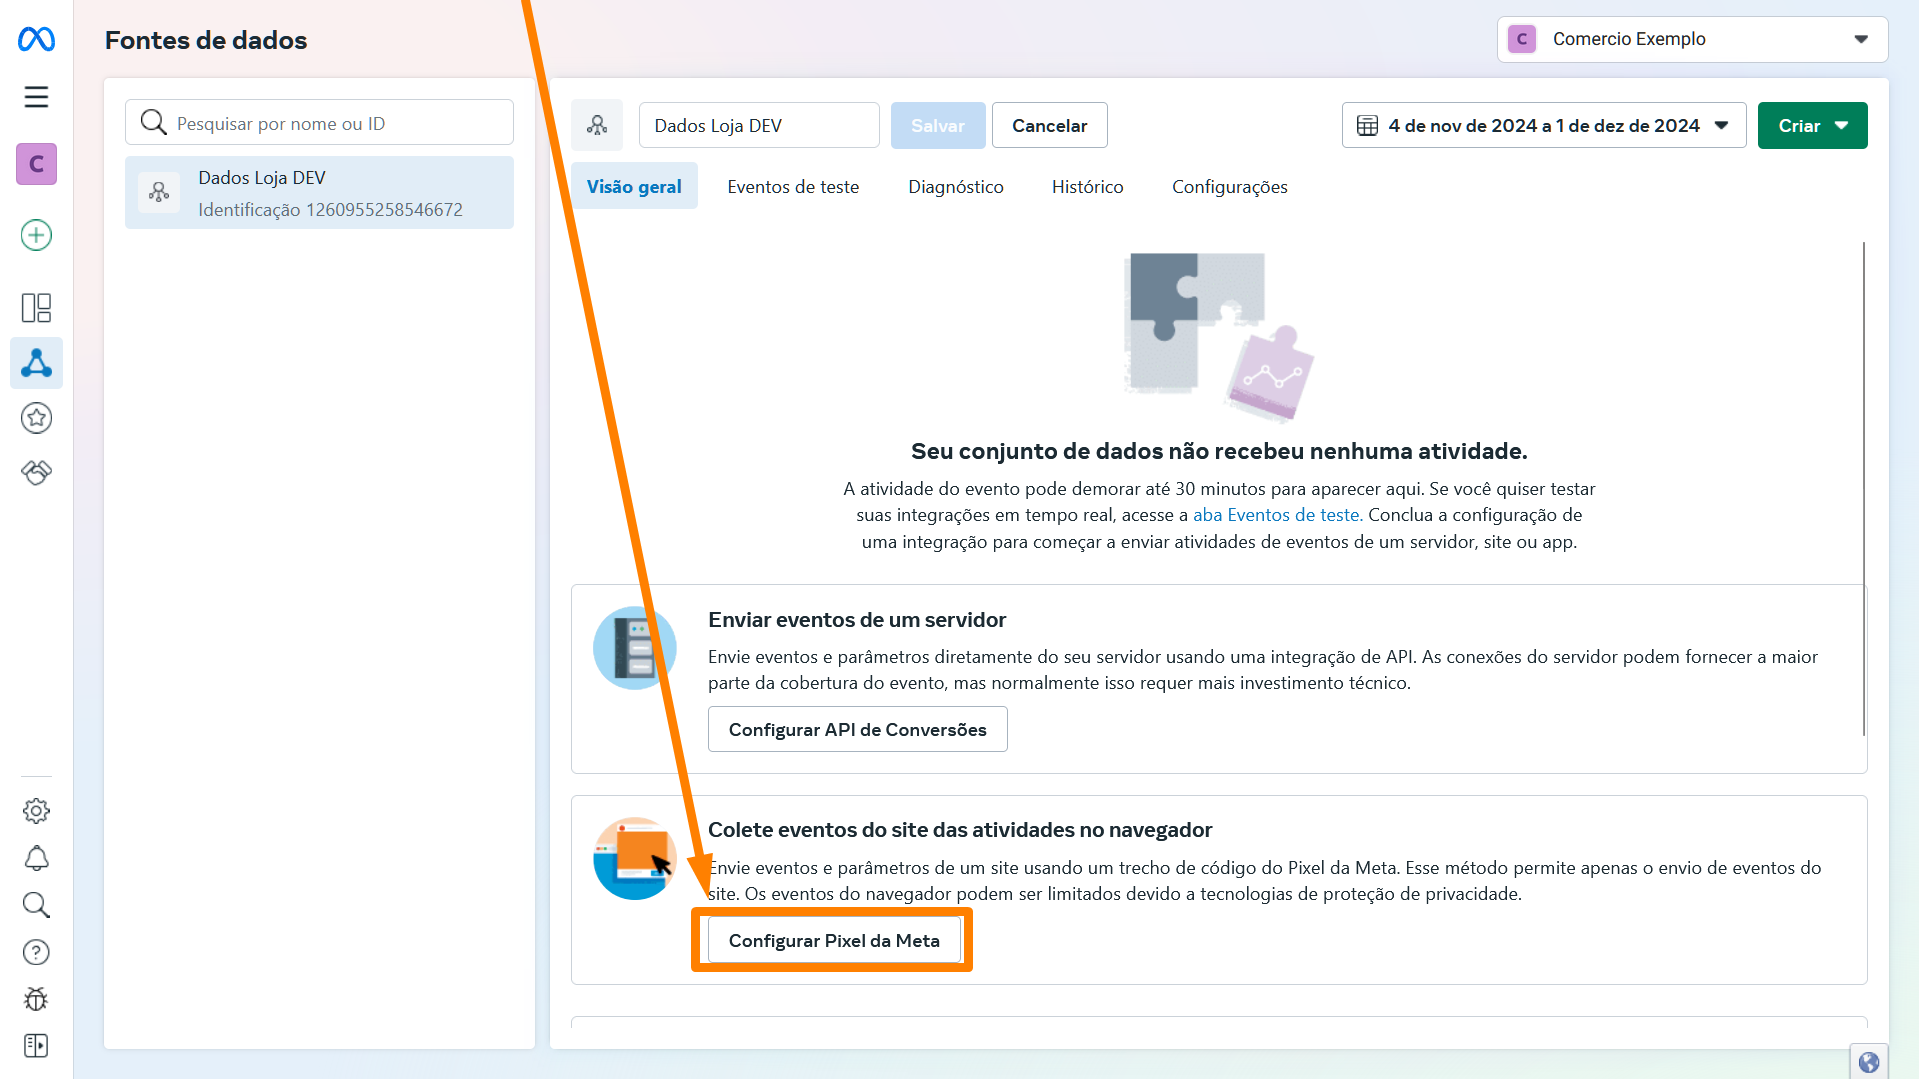 Fontes de dados
C
Comercio Exemplo
Pesquisar por nome ou ID
Dados Loja DEV
Identificação 1260955258546672
C
Dados Loja DEV
Salvar
Cancelar
4 de nov de 2024 a 1 de dez de 2024
Criar
Visão geral
Eventos de teste
Diagnóstico
Histórico
Configurações
Seu conjunto de dados não recebeu nenhuma atividade.
A atividade do evento pode demorar até 30 minutos para aparecer aqui. Se você quiser testar
suas integrações em tempo real, acesse a aba Eventos de teste. Conclua a configuração de
uma integração para começar a enviar atividades de eventos de um servidor, site ou app.
Enviar eventos de um servidor
Envie eventos e parâmetros diretamente do seu servidor usando uma integração de API. As conexões do servidor podem fornecer a maior
parte da cobertura do evento, mas normalmente isso requer mais investimento técnico.
Configurar API de Conversões
Colete eventos do site das atividades no navegador
Envie eventos e parâmetros de um site usando um trecho de código do Pixel da Meta. Esse método permite apenas o envio de eventos do
site. Os eventos do navegador podem ser limitados devido a tecnologias de proteção de privacidade.
Configurar Pixel da Meta